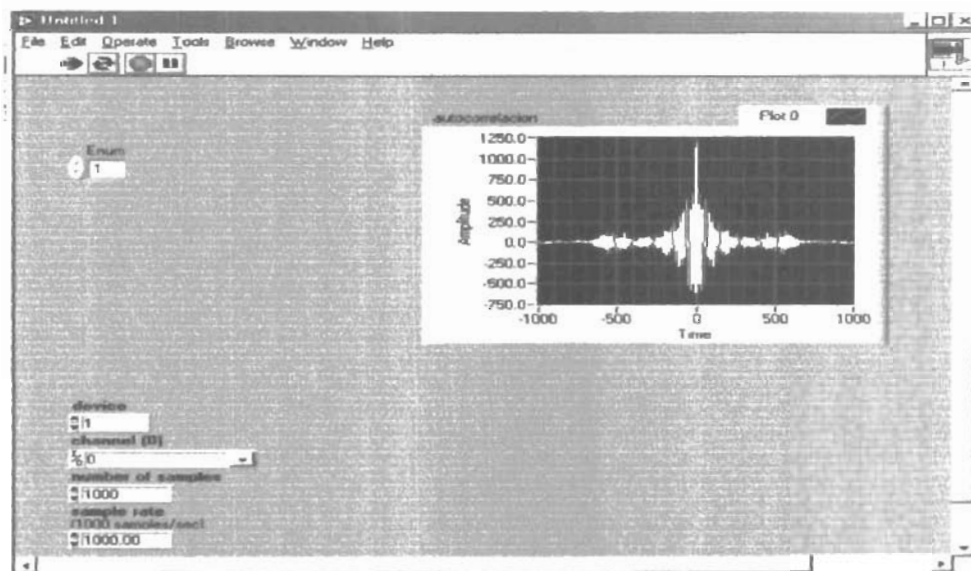 Untitled 1
File Edit Operate Tools Browse Window Help
autocorrelacion
Plot 0
Enum
1
1250.0
1000.0
750.0
500.0
250.0
0.0
-250.0
-500.0
-750.0
Amplitude
-1000 -500 0 500 1000
Time
device
1
channel (0)
0
number of samples
1000
sample rate
(1000 samples/sec)
1000.00